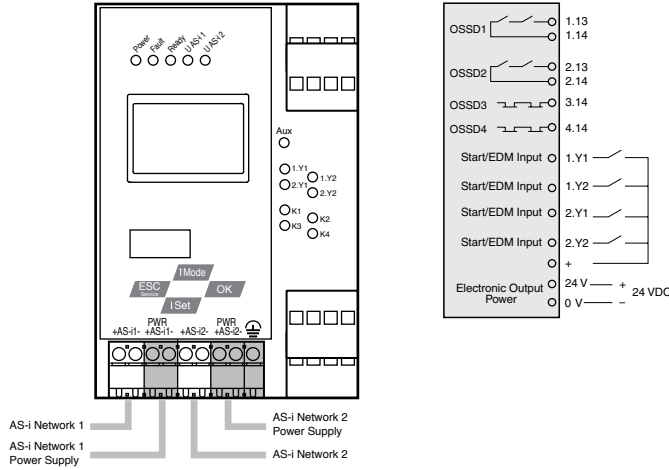 Power
Fault
Ready
U AS-i 1
U AS-i 2
Aux
1.Y1
1.Y2
2.Y1
2.Y2
K1
K2
K3
K4
↑Mode
ESC
Service
OK
↓Set
PWR
PWR
+AS-i1-
+AS-i1-
+AS-i2-
+AS-i2-
AS-i Network 1
AS-i Network 1
Power Supply
AS-i Network 2
Power Supply
AS-i Network 2
OSSD1
1.13
1.14
OSSD2
2.13
2.14
OSSD3
3.14
OSSD4
4.14
Start/EDM Input
1.Y1
Start/EDM Input
1.Y2
Start/EDM Input
2.Y1
Start/EDM Input
2.Y2
+
Electronic Output
Power
24 V
+
24 VDC
0 V
–